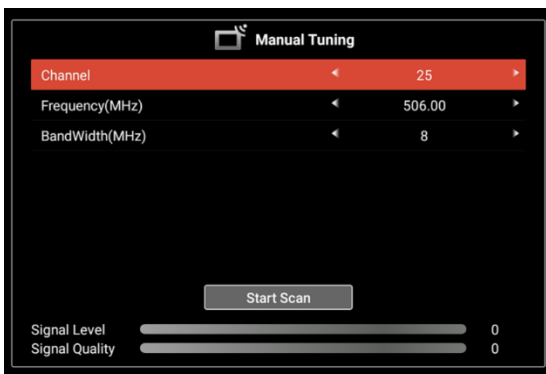 Manual Tuning
Channel 25
Frequency(MHz) 506.00
BandWidth(MHz) 8
Start Scan
Signal Level 0
Signal Quality 0